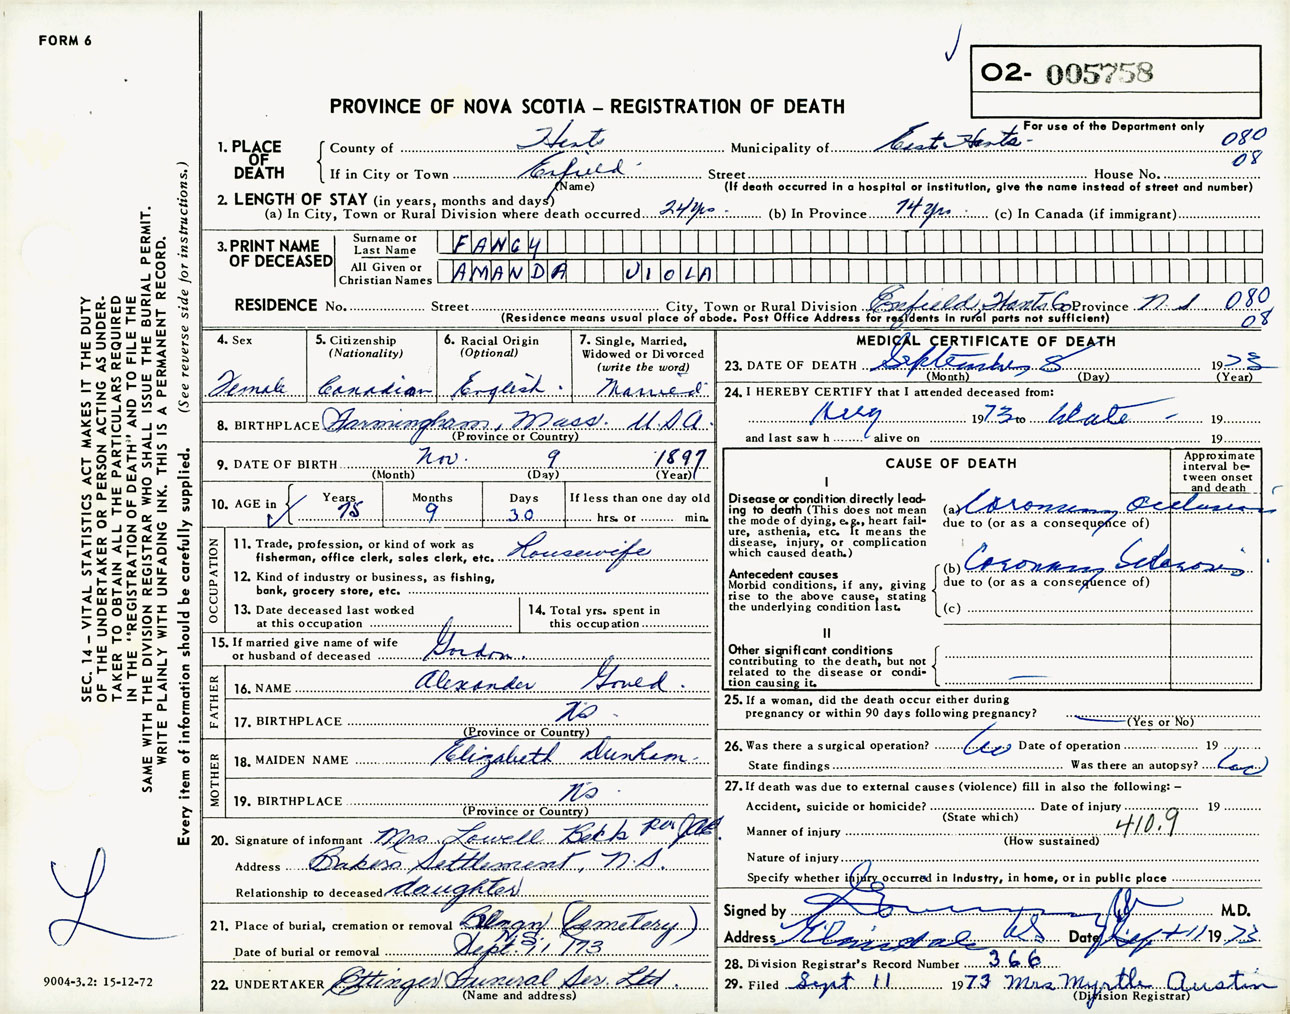 FORM 6
O2- 005758
PROVINCE OF NOVA SCOTIA – REGISTRATION OF DEATH
For use of the Department only
1. PLACE OF DEATH
County of Hants Municipality of East Hants 080
08
If in City or Town Enfield Street House No.
(Name) (If death occurred in a hospital or institution, give the name instead of street and number)
2. LENGTH OF STAY (in years, months and days)
(a) In City, Town or Rural Division where death occurred 24 yrs. (b) In Province 74 yrs. (c) In Canada (if immigrant)
3. PRINT NAME OF DECEASED
Surname or Last Name FANCY
All Given or Christian Names AMANDA VIOLA
RESIDENCE No. Street City, Town or Rural Division Enfield, Hants Co Province N.S. 080
08
(Residence means usual place of abode. Post Office Address for residents in rural parts not sufficient)
4. Sex
Female
5. Citizenship
(Nationality)
Canadian
6. Racial Origin
(Optional)
English
7. Single, Married,
Widowed or Divorced
(write the word)
Married
8. BIRTHPLACE Farmingham, Mass. U.S.A.
(Province or Country)
9. DATE OF BIRTH Nov. 9 1897
(Month) (Day) (Year)
10. AGE in
Years 75
Months 9
Days 30
If less than one day old
hrs. or min.
OCCUPATION
11. Trade, profession, or kind of work as
fisherman, office clerk, sales clerk, etc. Housewife
12. Kind of industry or business, as fishing,
bank, grocery store, etc.
13. Date deceased last worked
at this occupation
14. Total yrs. spent in
this occupation
15. If married give name of wife
or husband of deceased Gordon.
FATHER
16. NAME Alexander Gould.
17. BIRTHPLACE NS
(Province or Country)
MOTHER
18. MAIDEN NAME Elizabeth Dunham.
19. BIRTHPLACE NS
(Province or Country)
20. Signature of informant Mrs. Lowell per
Address Bakers Settlement, N.S.
Relationship to deceased daughter
21. Place of burial, cremation or removal (Cemetery)
N.S.
Date of burial or removal Sept. 1 1973
22. UNDERTAKER Ettinger Funeral Ser. Ltd.
(Name and address)
MEDICAL CERTIFICATE OF DEATH
23. DATE OF DEATH September 8 1973
(Month) (Day) (Year)
24. I HEREBY CERTIFY that I attended deceased from:
Aug 1973 to date - 19
and last saw h alive on 19
CAUSE OF DEATH
Approximate
interval be-
tween onset
and death
I
Disease or condition directly lead-
ing to death (This does not mean
the mode of dying, e.g., heart fail-
ure, asthenia, etc. It means the
disease, injury, or complication
which caused death.)
(a) Coronary Occlusion
due to (or as a consequence of)
Antecedent causes
Morbid conditions, if any, giving
rise to the above cause, stating
the underlying condition last.
(b) Coronary Sclerosis
due to (or as a consequence of)
(c)
II
Other significant conditions
contributing to the death, but not
related to the disease or condi-
tion causing it.
25. If a woman, did the death occur either during
pregnancy or within 90 days following pregnancy?
(Yes or No)
26. Was there a surgical operation? No Date of operation 19
State findings Was there an autopsy? No
27. If death was due to external causes (violence) fill in also the following: –
Accident, suicide or homicide? Date of injury 19
(State which)
Manner of injury 410.9
(How sustained)
Nature of injury
Specify whether injury occurred in Industry, in home, or in public place
Signed by M.D.
Address Elmsdale NS Date Sept 11 1973
28. Division Registrar's Record Number 366
29. Filed Sept 11 1973 Mrs Myrtle Austin
(Division Registrar)
SEC. 14 – VITAL STATISTICS ACT MAKES IT THE DUTY
OF THE UNDERTAKER OR PERSON ACTING AS UNDER-
TAKER TO OBTAIN ALL THE PARTICULARS REQUIRED
IN THE "REGISTRATION OF DEATH" AND TO FILE THE
SAME WITH THE DIVISION REGISTRAR WHO SHALL ISSUE THE BURIAL PERMIT.
WRITE PLAINLY WITH UNFADING INK. THIS IS A PERMANENT RECORD.
Every item of information should be carefully supplied. (See reverse side for instructions.)
L
9004-3.2: 15-12-72